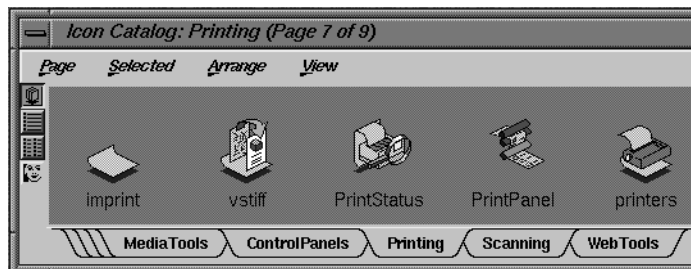 Icon Catalog: Printing (Page 7 of 9)
Page Selected Arrange View
imprint vstiff PrintStatus PrintPanel printers
MediaTools ControlPanels Printing Scanning WebTools